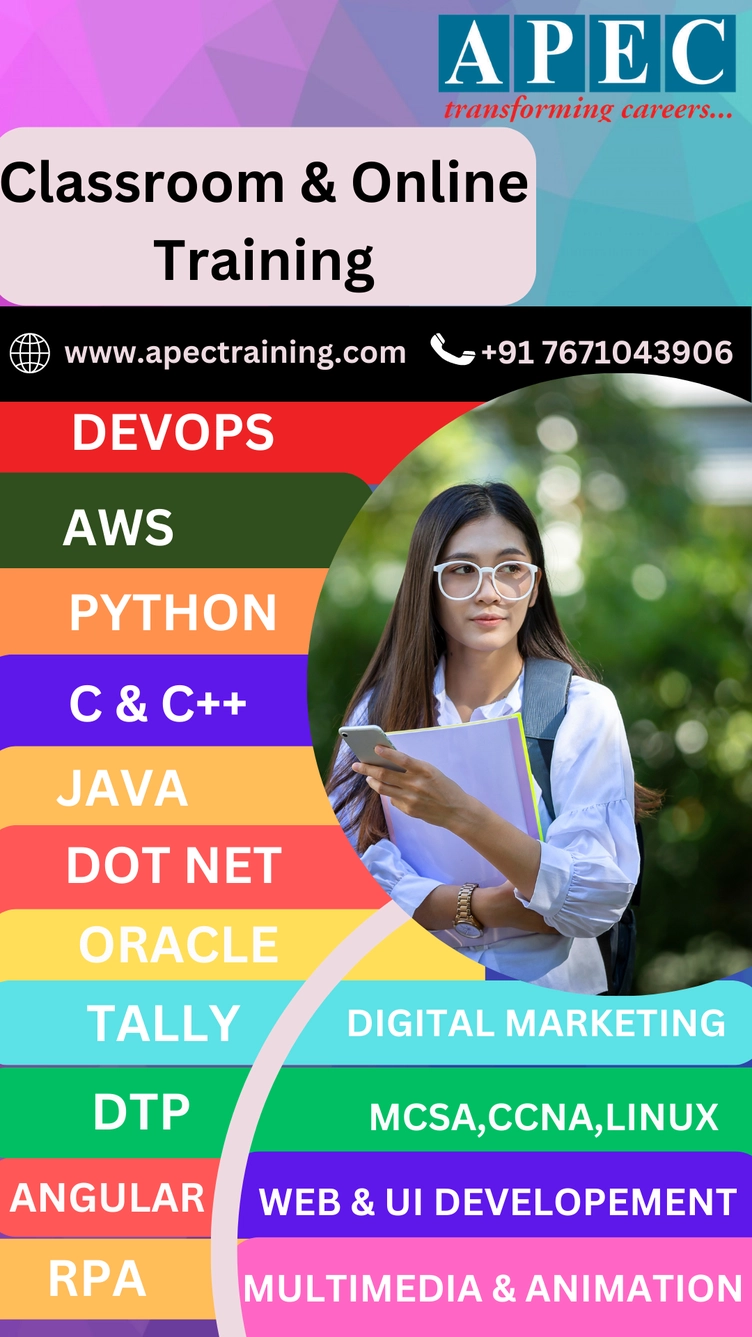 APEC
transforming careers...
Classroom & Online
Training
www.apectraining.com +91 7671043906
DEVOPS
AWS
PYTHON
C & C++
JAVA
DOT NET
ORACLE
TALLY
DIGITAL MARKETING
DTP
MCSA,CCNA,LINUX
ANGULAR
WEB & UI DEVELOPEMENT
RPA
MULTIMEDIA & ANIMATION